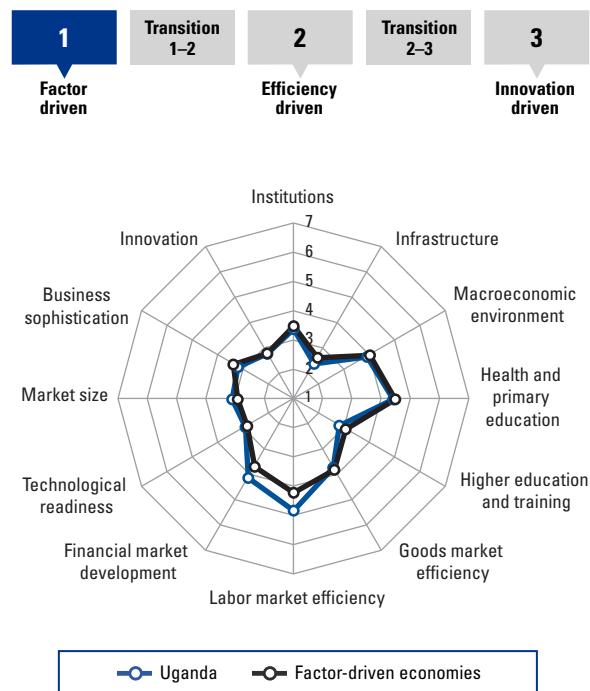 1
Transition
1–2
2
Transition
2–3
3
Factor
driven
Efficiency
driven
Innovation
driven
Institutions
7
Innovation
Infrastructure
6
5
Business
sophistication
Macroeconomic
environment
4
3
2
Market size
1
Health and
primary
education
Technological
readiness
Higher education
and training
Financial market
development
Goods market
efficiency
Labor market efficiency
Uganda
Factor-driven economies